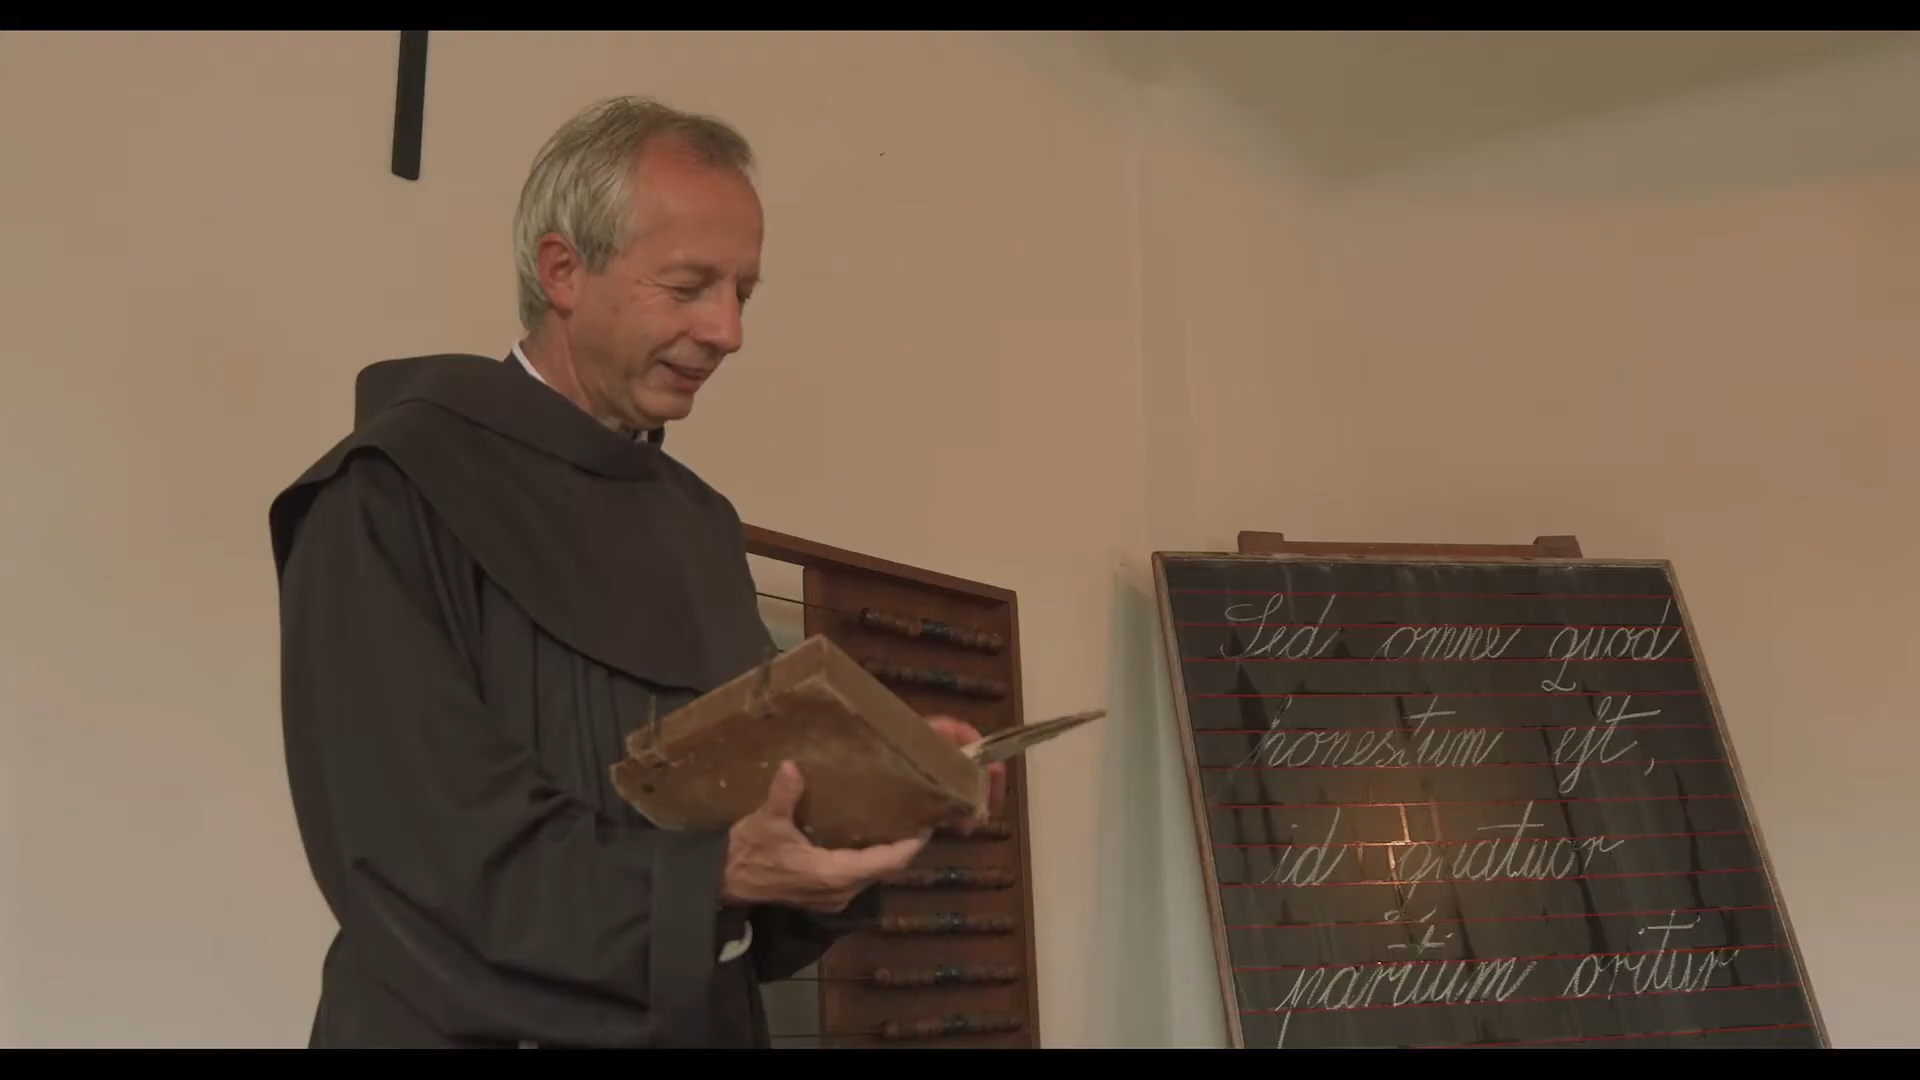 Sed omne quod
honestum est,
id quatuor
partium oritur